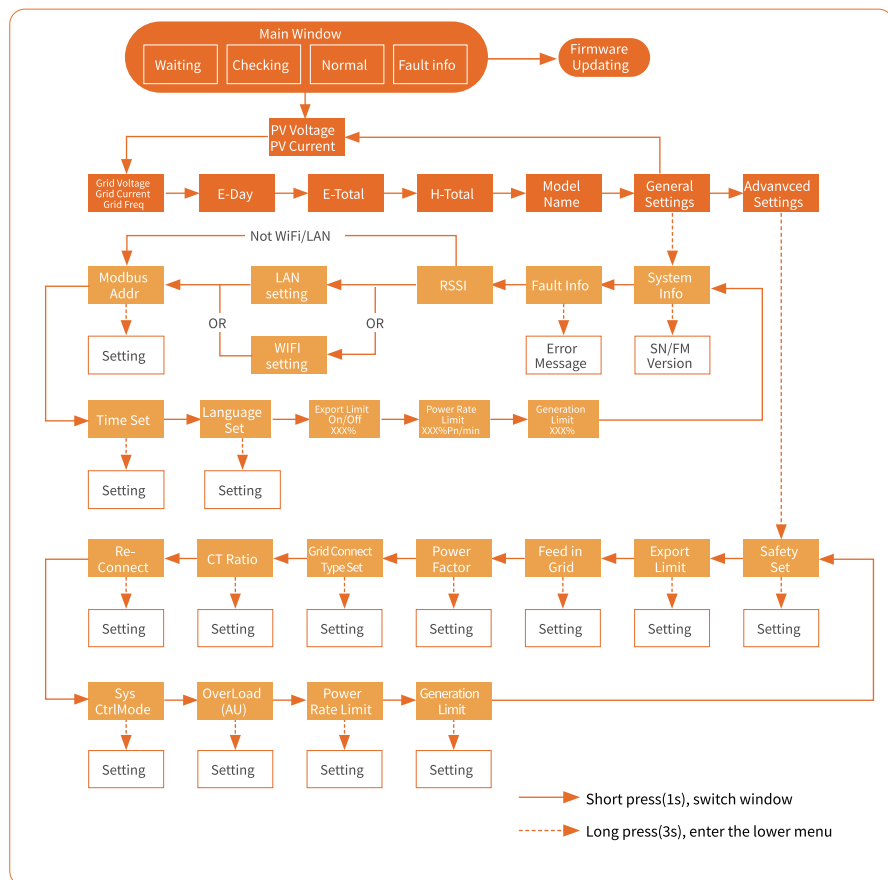 Main Window
Waiting
Checking
Normal
Fault info
Firmware
Updating
PV Voltage
PV Current
Grid Voltage
Grid Current
Grid Freq
E-Day
E-Total
H-Total
Model
Name
General
Settings
Advanvced
Settings
Not WiFi/LAN
Modbus
Addr
LAN
setting
RSSI
Fault Info
System
Info
OR
OR
Setting
WIFI
setting
Error
Message
SN/FM
Version
Time Set
Language
Set
Export Limit
On/Off
XXX%
Power Rate
Limit
XXX%Pn/min
Generation
Limit
XXX%
Setting
Setting
Re-
Connect
CT Ratio
Grid Connect
Type Set
Power
Factor
Feed in
Grid
Export
Limit
Safety
Set
Setting
Setting
Setting
Setting
Setting
Setting
Setting
Sys
CtrlMode
OverLoad
(AU)
Power
Rate Limit
Generation
Limit
Setting
Setting
Setting
Setting
Short press(1s), switch window
Long press(3s), enter the lower menu